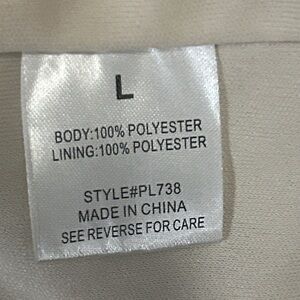 L
BODY:100% POLYESTER
LINING:100% POLYESTER
STYLE#PL738
MADE IN CHINA
SEE REVERSE FOR CARE